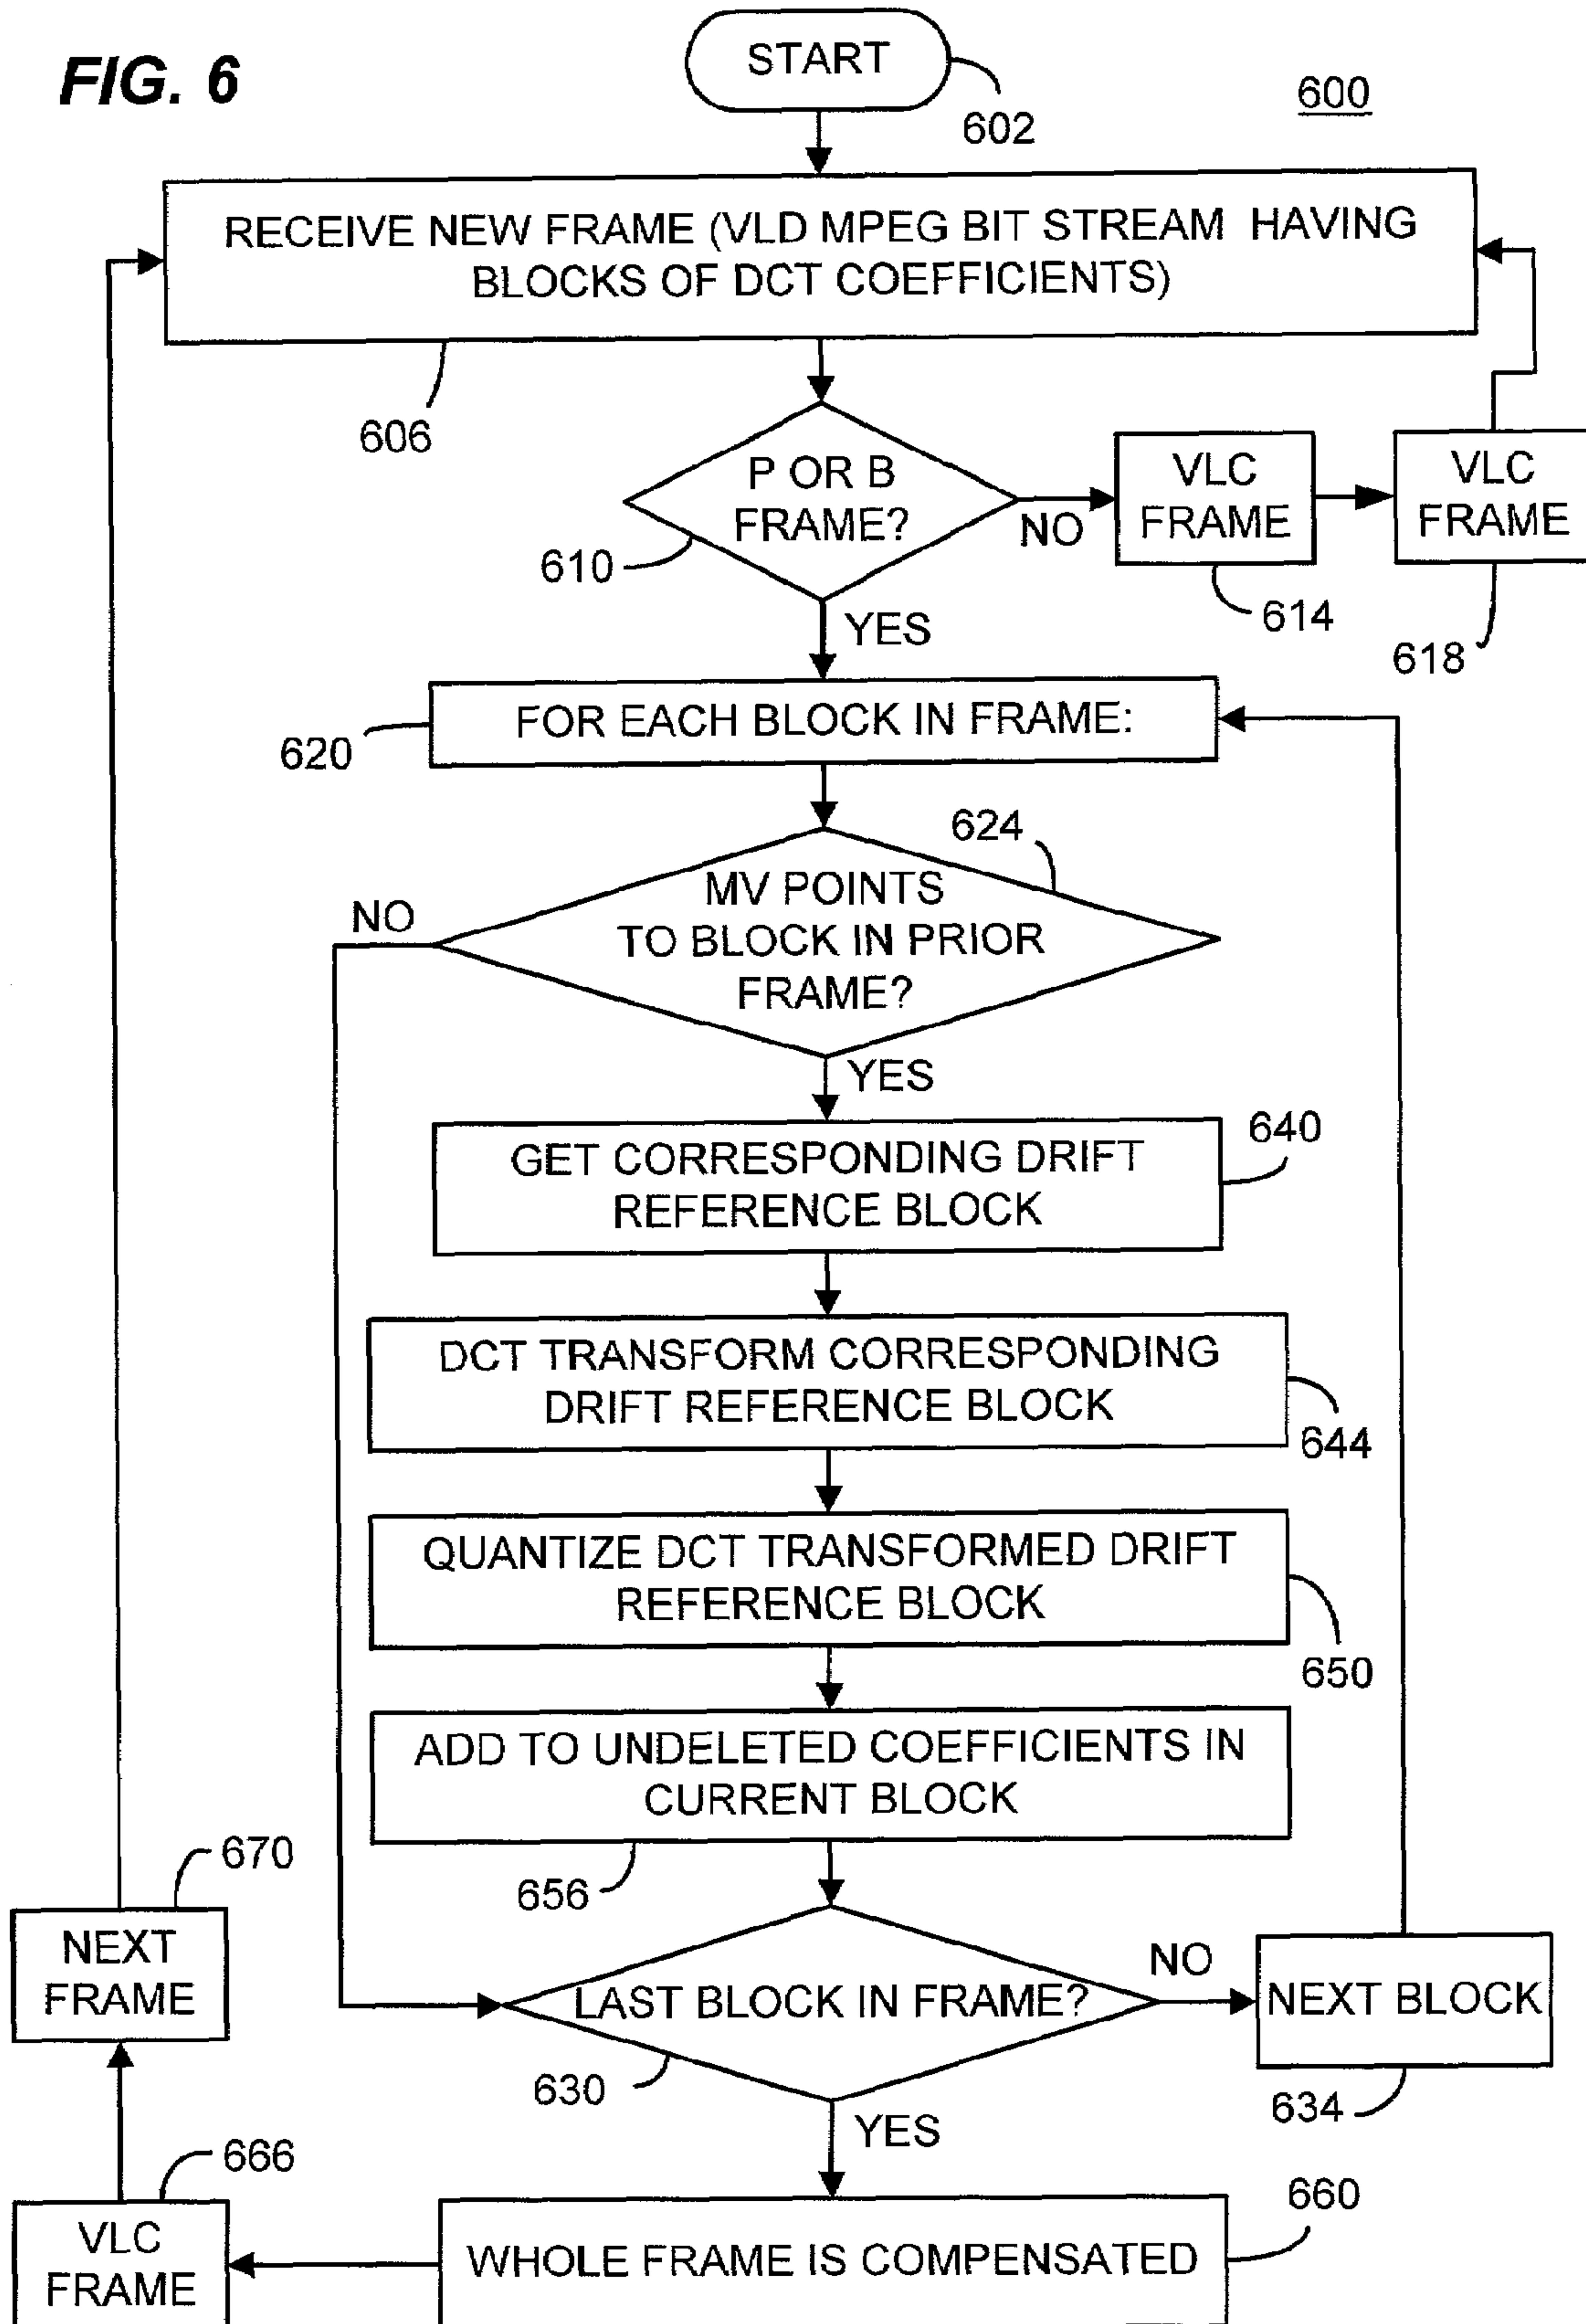 FIG. 6
START
602
600
RECEIVE NEW FRAME (VLD MPEG BIT STREAM HAVING
BLOCKS OF DCT COEFFICIENTS)
606
P OR B
FRAME?
610
NO
VLC
FRAME
614
VLC
FRAME
618
YES
FOR EACH BLOCK IN FRAME:
620
624
MV POINTS
TO BLOCK IN PRIOR
FRAME?
NO
YES
GET CORRESPONDING DRIFT
REFERENCE BLOCK
640
DCT TRANSFORM CORRESPONDING
DRIFT REFERENCE BLOCK
644
QUANTIZE DCT TRANSFORMED DRIFT
REFERENCE BLOCK
650
ADD TO UNDELETED COEFFICIENTS IN
CURRENT BLOCK
656
670
NEXT
FRAME
LAST BLOCK IN FRAME?
630
NO
NEXT BLOCK
634
YES
666
VLC
FRAME
WHOLE FRAME IS COMPENSATED
660